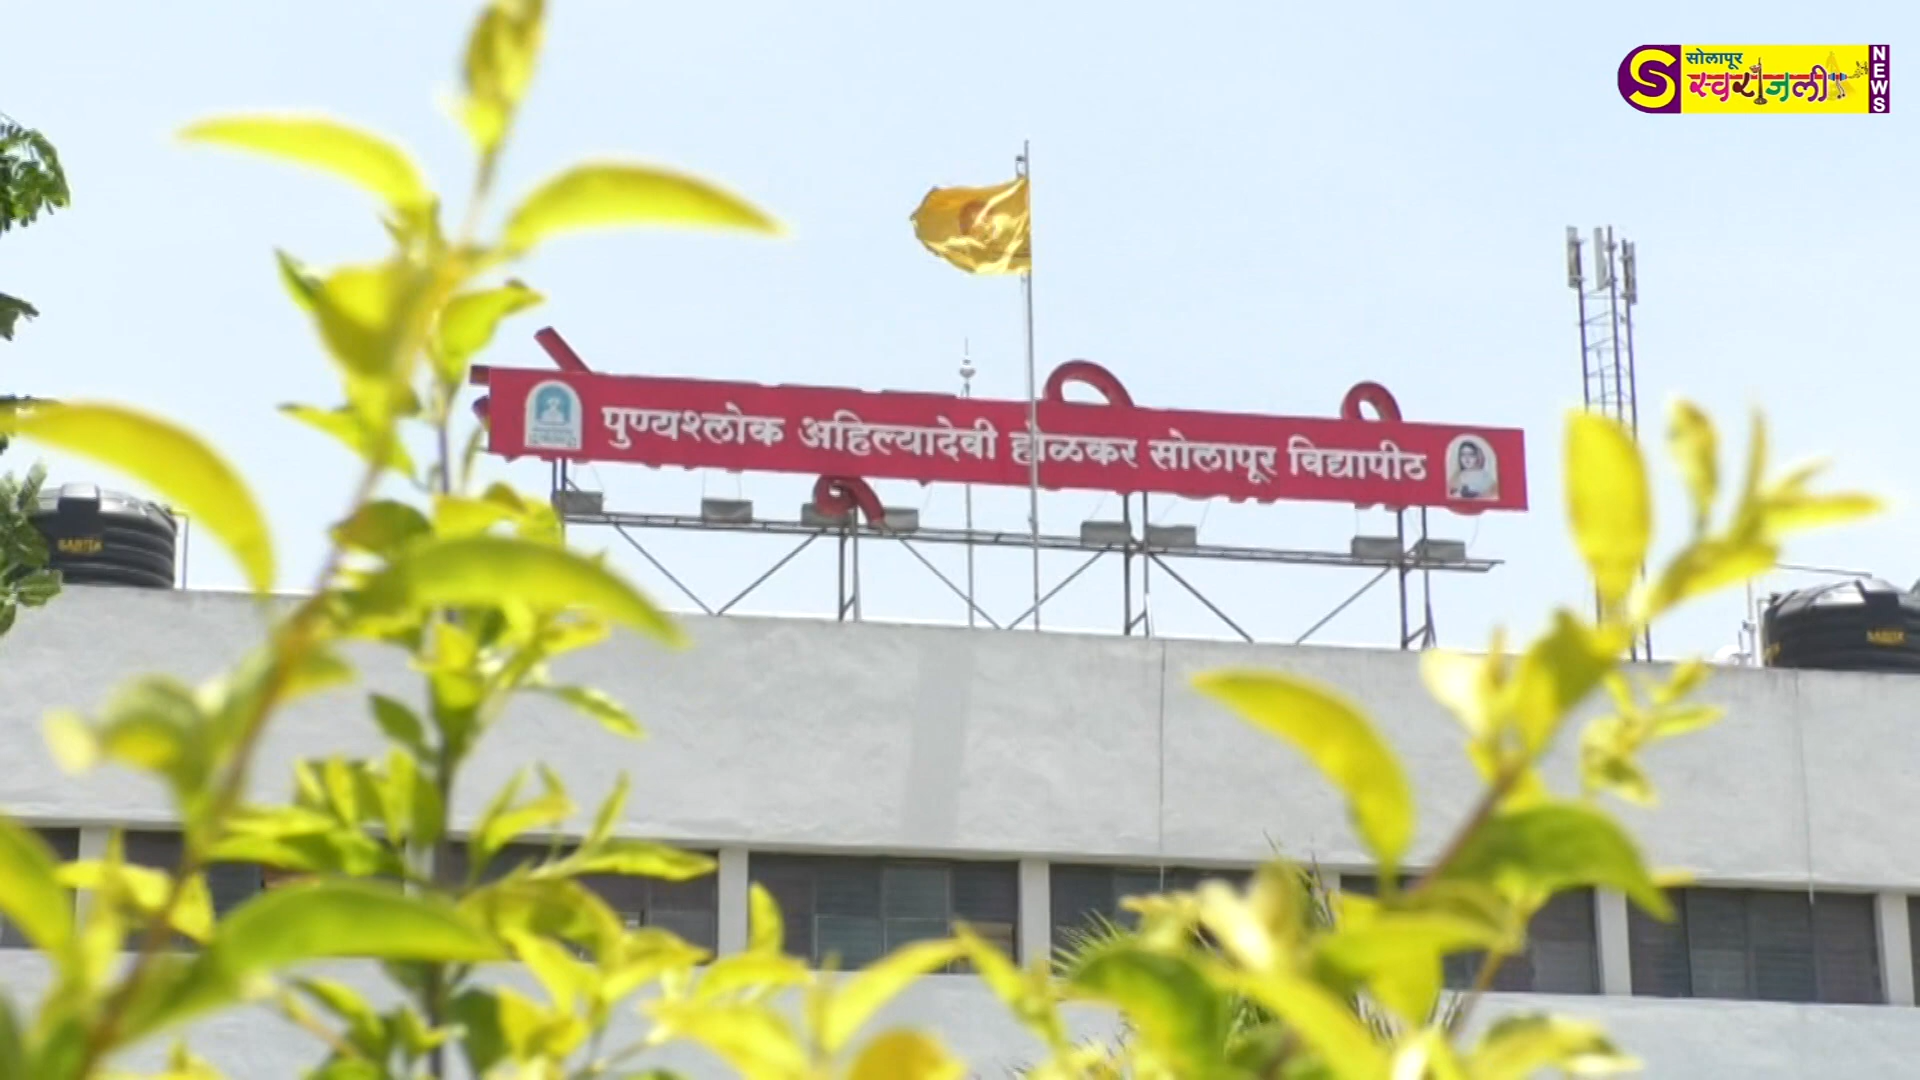 सोलापूर
S स्वरांजली NEWS
पुण्यश्लोक अहिल्यादेवी होळकर सोलापूर विद्यापीठ